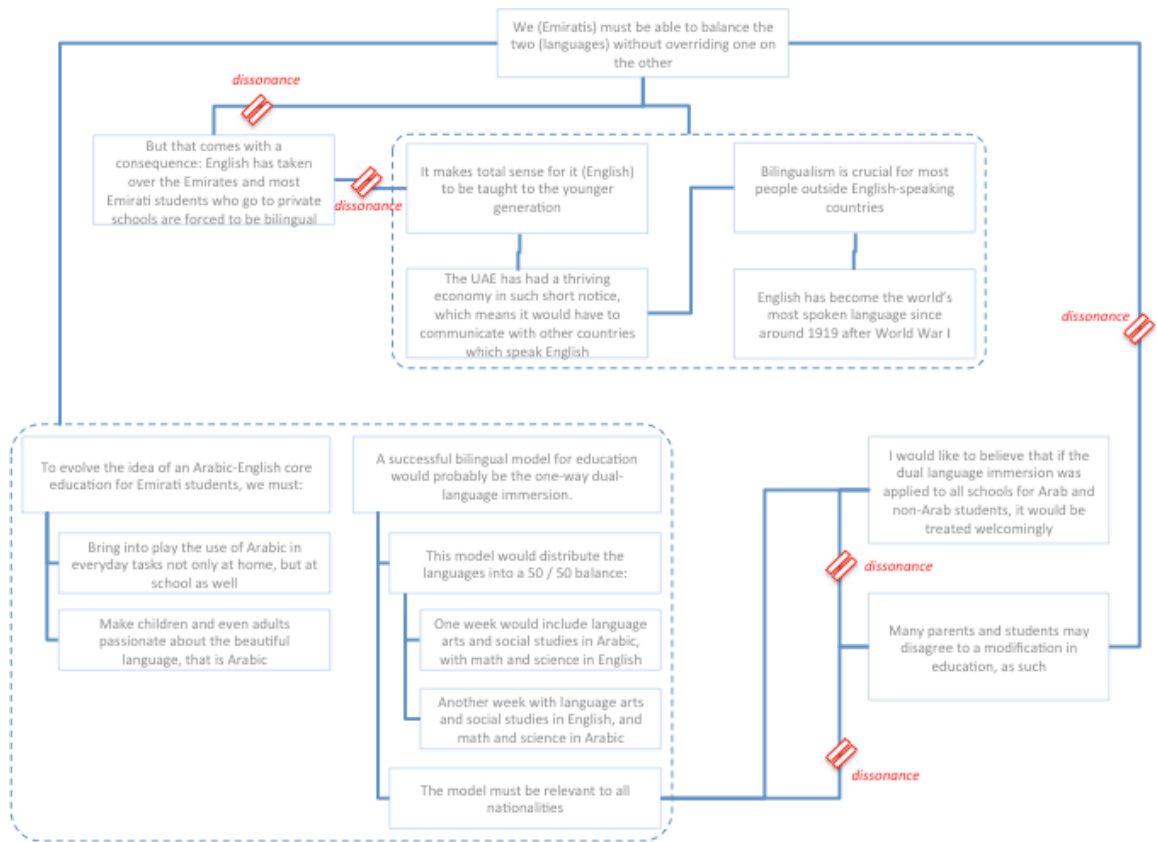 We (Emiratis) must be able to balance the
two (languages) without overriding one on
the other
dissonance
But that comes with a
consequence: English has taken
over the Emirates and most
Emirati students who go to private
schools are forced to be bilingual
dissonance
It makes total sense for it (English)
to be taught to the younger
generation
Bilingualism is crucial for most
people outside English-speaking
countries
The UAE has had a thriving
economy in such short notice,
which means it would have to
communicate with other countries
which speak English
English has become the world's
most spoken language since
around 1919 after World War I
dissonance
To evolve the idea of an Arabic-English core
education for Emirati students, we must:
Bring into play the use of Arabic in
everyday tasks not only at home, but at
school as well
Make children and even adults
passionate about the beautiful
language, that is Arabic
A successful bilingual model for education
would probably be the one-way dual-
language immersion.
This model would distribute the
languages into a 50 / 50 balance:
One week would include language
arts and social studies in Arabic,
with math and science in English
Another week with language arts
and social studies in English, and
math and science in Arabic
The model must be relevant to all
nationalities
I would like to believe that if the
dual language immersion was
applied to all schools for Arab and
non-Arab students, it would be
treated welcomingly
dissonance
Many parents and students may
disagree to a modification in
education, as such
dissonance